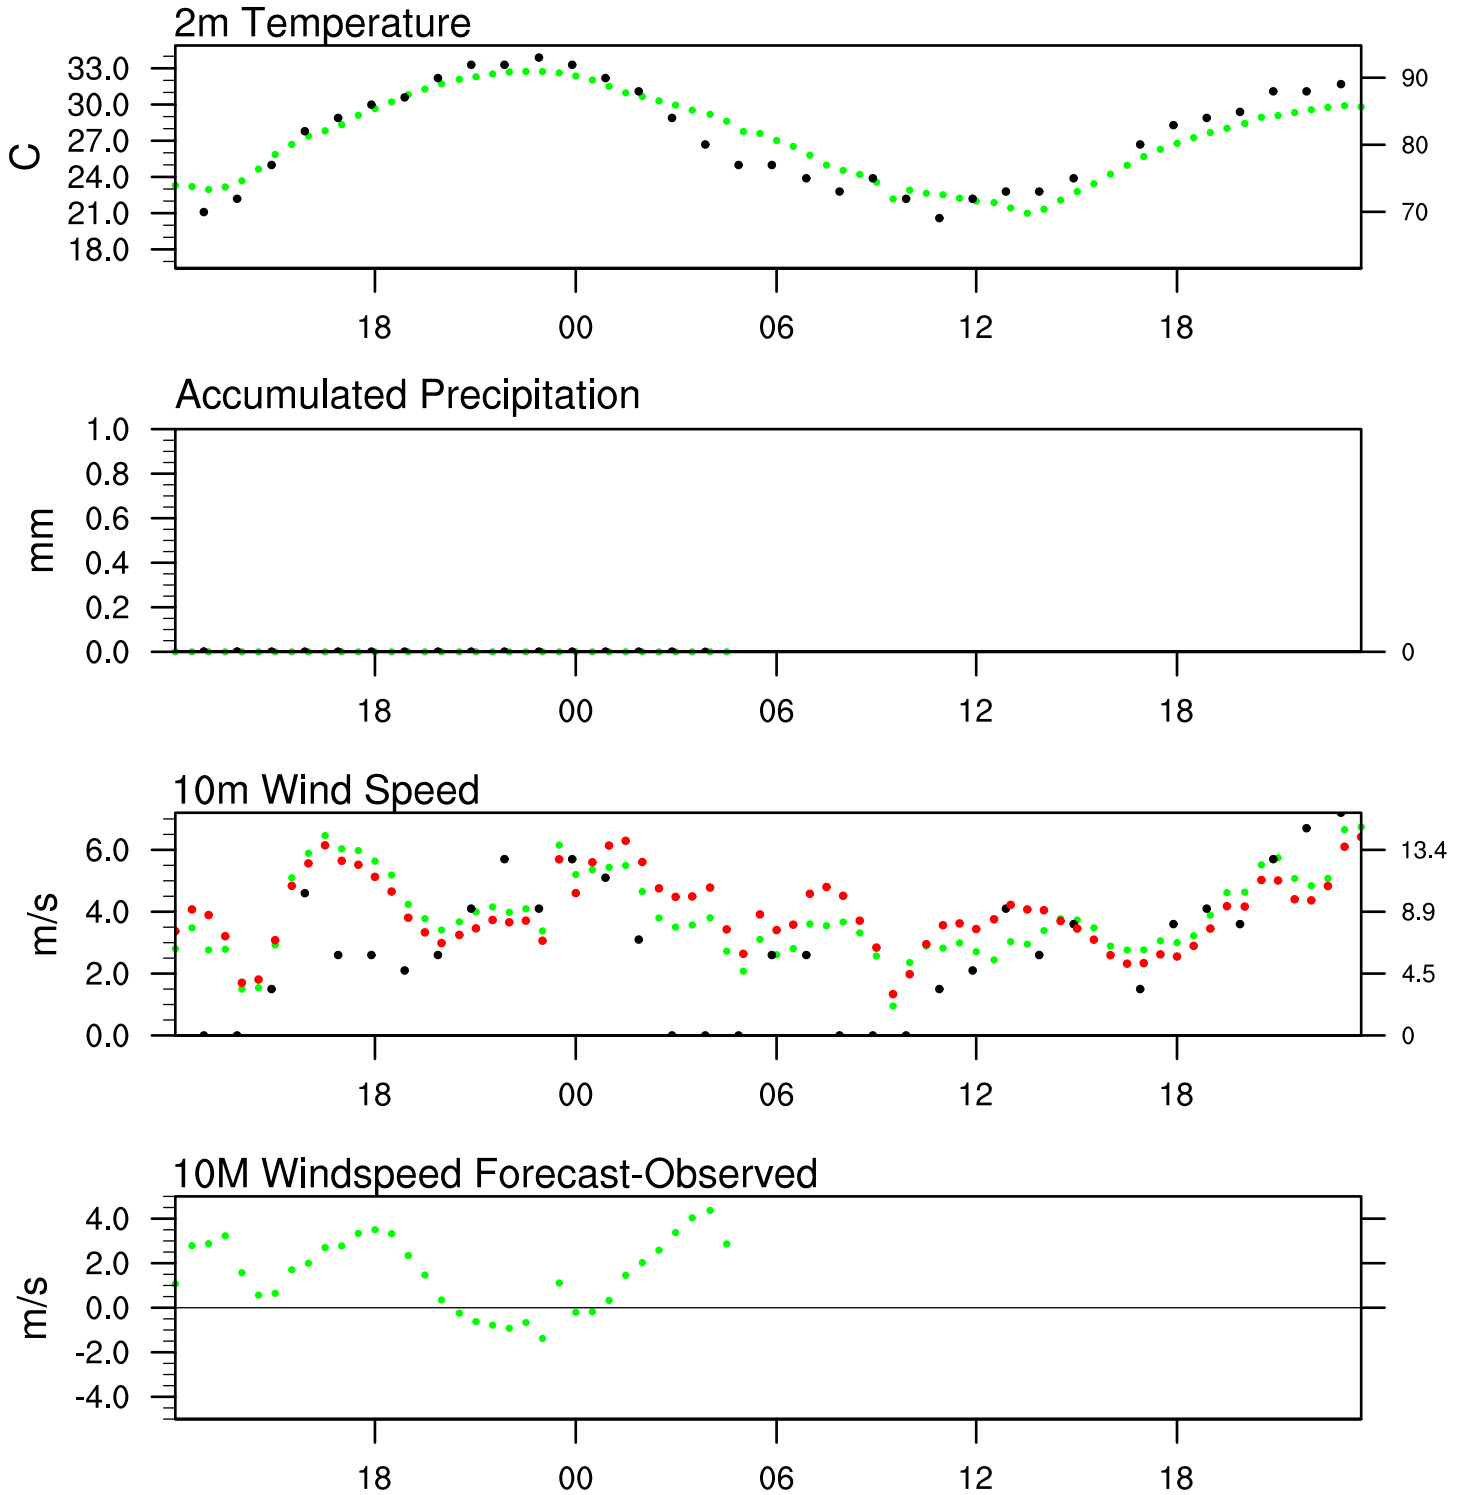 2m Temperature
33.0
30.0
27.0
24.0
21.0
18.0
C
90
80
70
18 00 06 12 18
Accumulated Precipitation
1.0
0.8
0.6
0.4
0.2
0.0
mm
0
18 00 06 12 18
10m Wind Speed
6.0
4.0
2.0
0.0
m/s
13.4
8.9
4.5
0
18 00 06 12 18
10M Windspeed Forecast-Observed
4.0
2.0
0.0
-2.0
-4.0
m/s
18 00 06 12 18